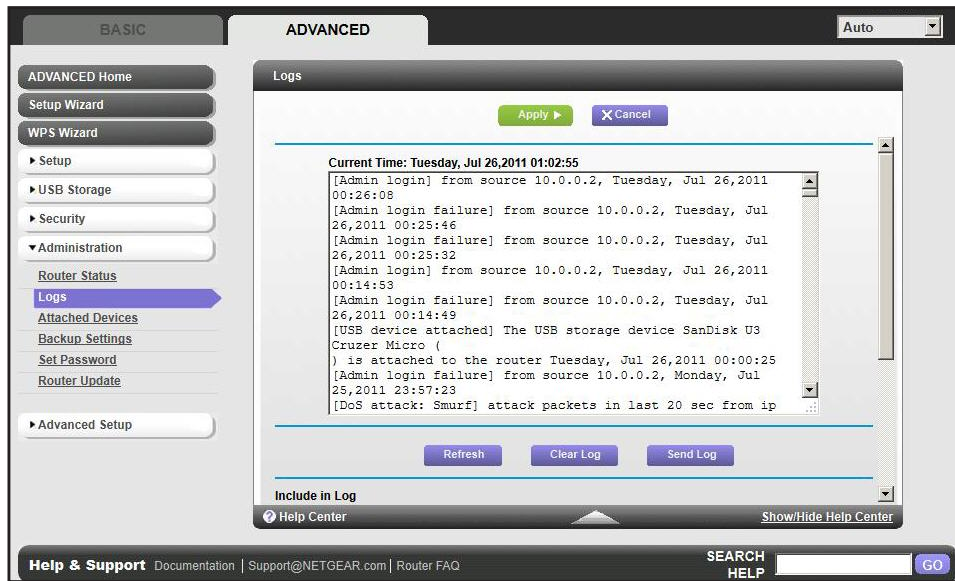 BASIC
ADVANCED
Auto
ADVANCED Home
Setup Wizard
WPS Wizard
Setup
USB Storage
Security
Administration
Router Status
Logs
Attached Devices
Backup Settings
Set Password
Router Update
Advanced Setup
Logs
Apply
Cancel
Current Time: Tuesday, Jul 26,2011 01:02:55
[Admin login] from source 10.0.0.2, Tuesday, Jul 26,2011
00:26:08
[Admin login failure] from source 10.0.0.2, Tuesday, Jul
26,2011 00:25:46
[Admin login failure] from source 10.0.0.2, Tuesday, Jul
26,2011 00:25:32
[Admin login] from source 10.0.0.2, Tuesday, Jul 26,2011
00:14:53
[Admin login failure] from source 10.0.0.2, Tuesday, Jul
26,2011 00:14:49
[USB device attached] The USB storage device SanDisk U3
Cruzer Micro (
) is attached to the router Tuesday, Jul 26,2011 00:00:25
[Admin login failure] from source 10.0.0.2, Monday, Jul
25,2011 23:57:23
[DoS attack: Smurf] attack packets in last 20 sec from ip
Refresh
Clear Log
Send Log
Include in Log
Help Center
Show/Hide Help Center
Help & Support Documentation | Support@NETGEAR.com | Router FAQ
SEARCH
HELP
GO